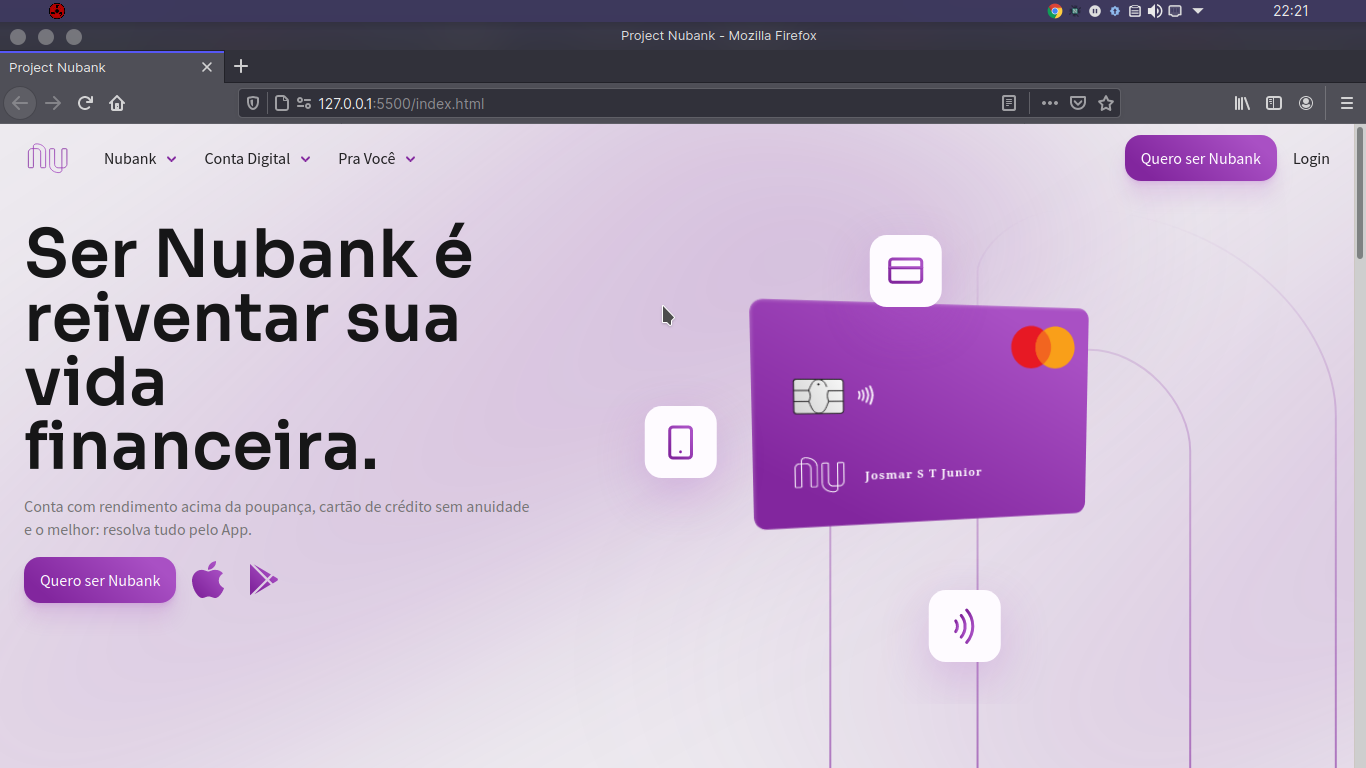 22:21
Project Nubank - Mozilla Firefox
Project Nubank
127.0.0.1:5500/index.html
nu
Nubank
Conta Digital
Pra Você
Quero ser Nubank
Login
Ser Nubank é
reiventar sua
vida
financeira.
Conta com rendimento acima da poupança, cartão de crédito sem anuidade
e o melhor: resolva tudo pelo App.
Quero ser Nubank
nu
Josmar S T Junior